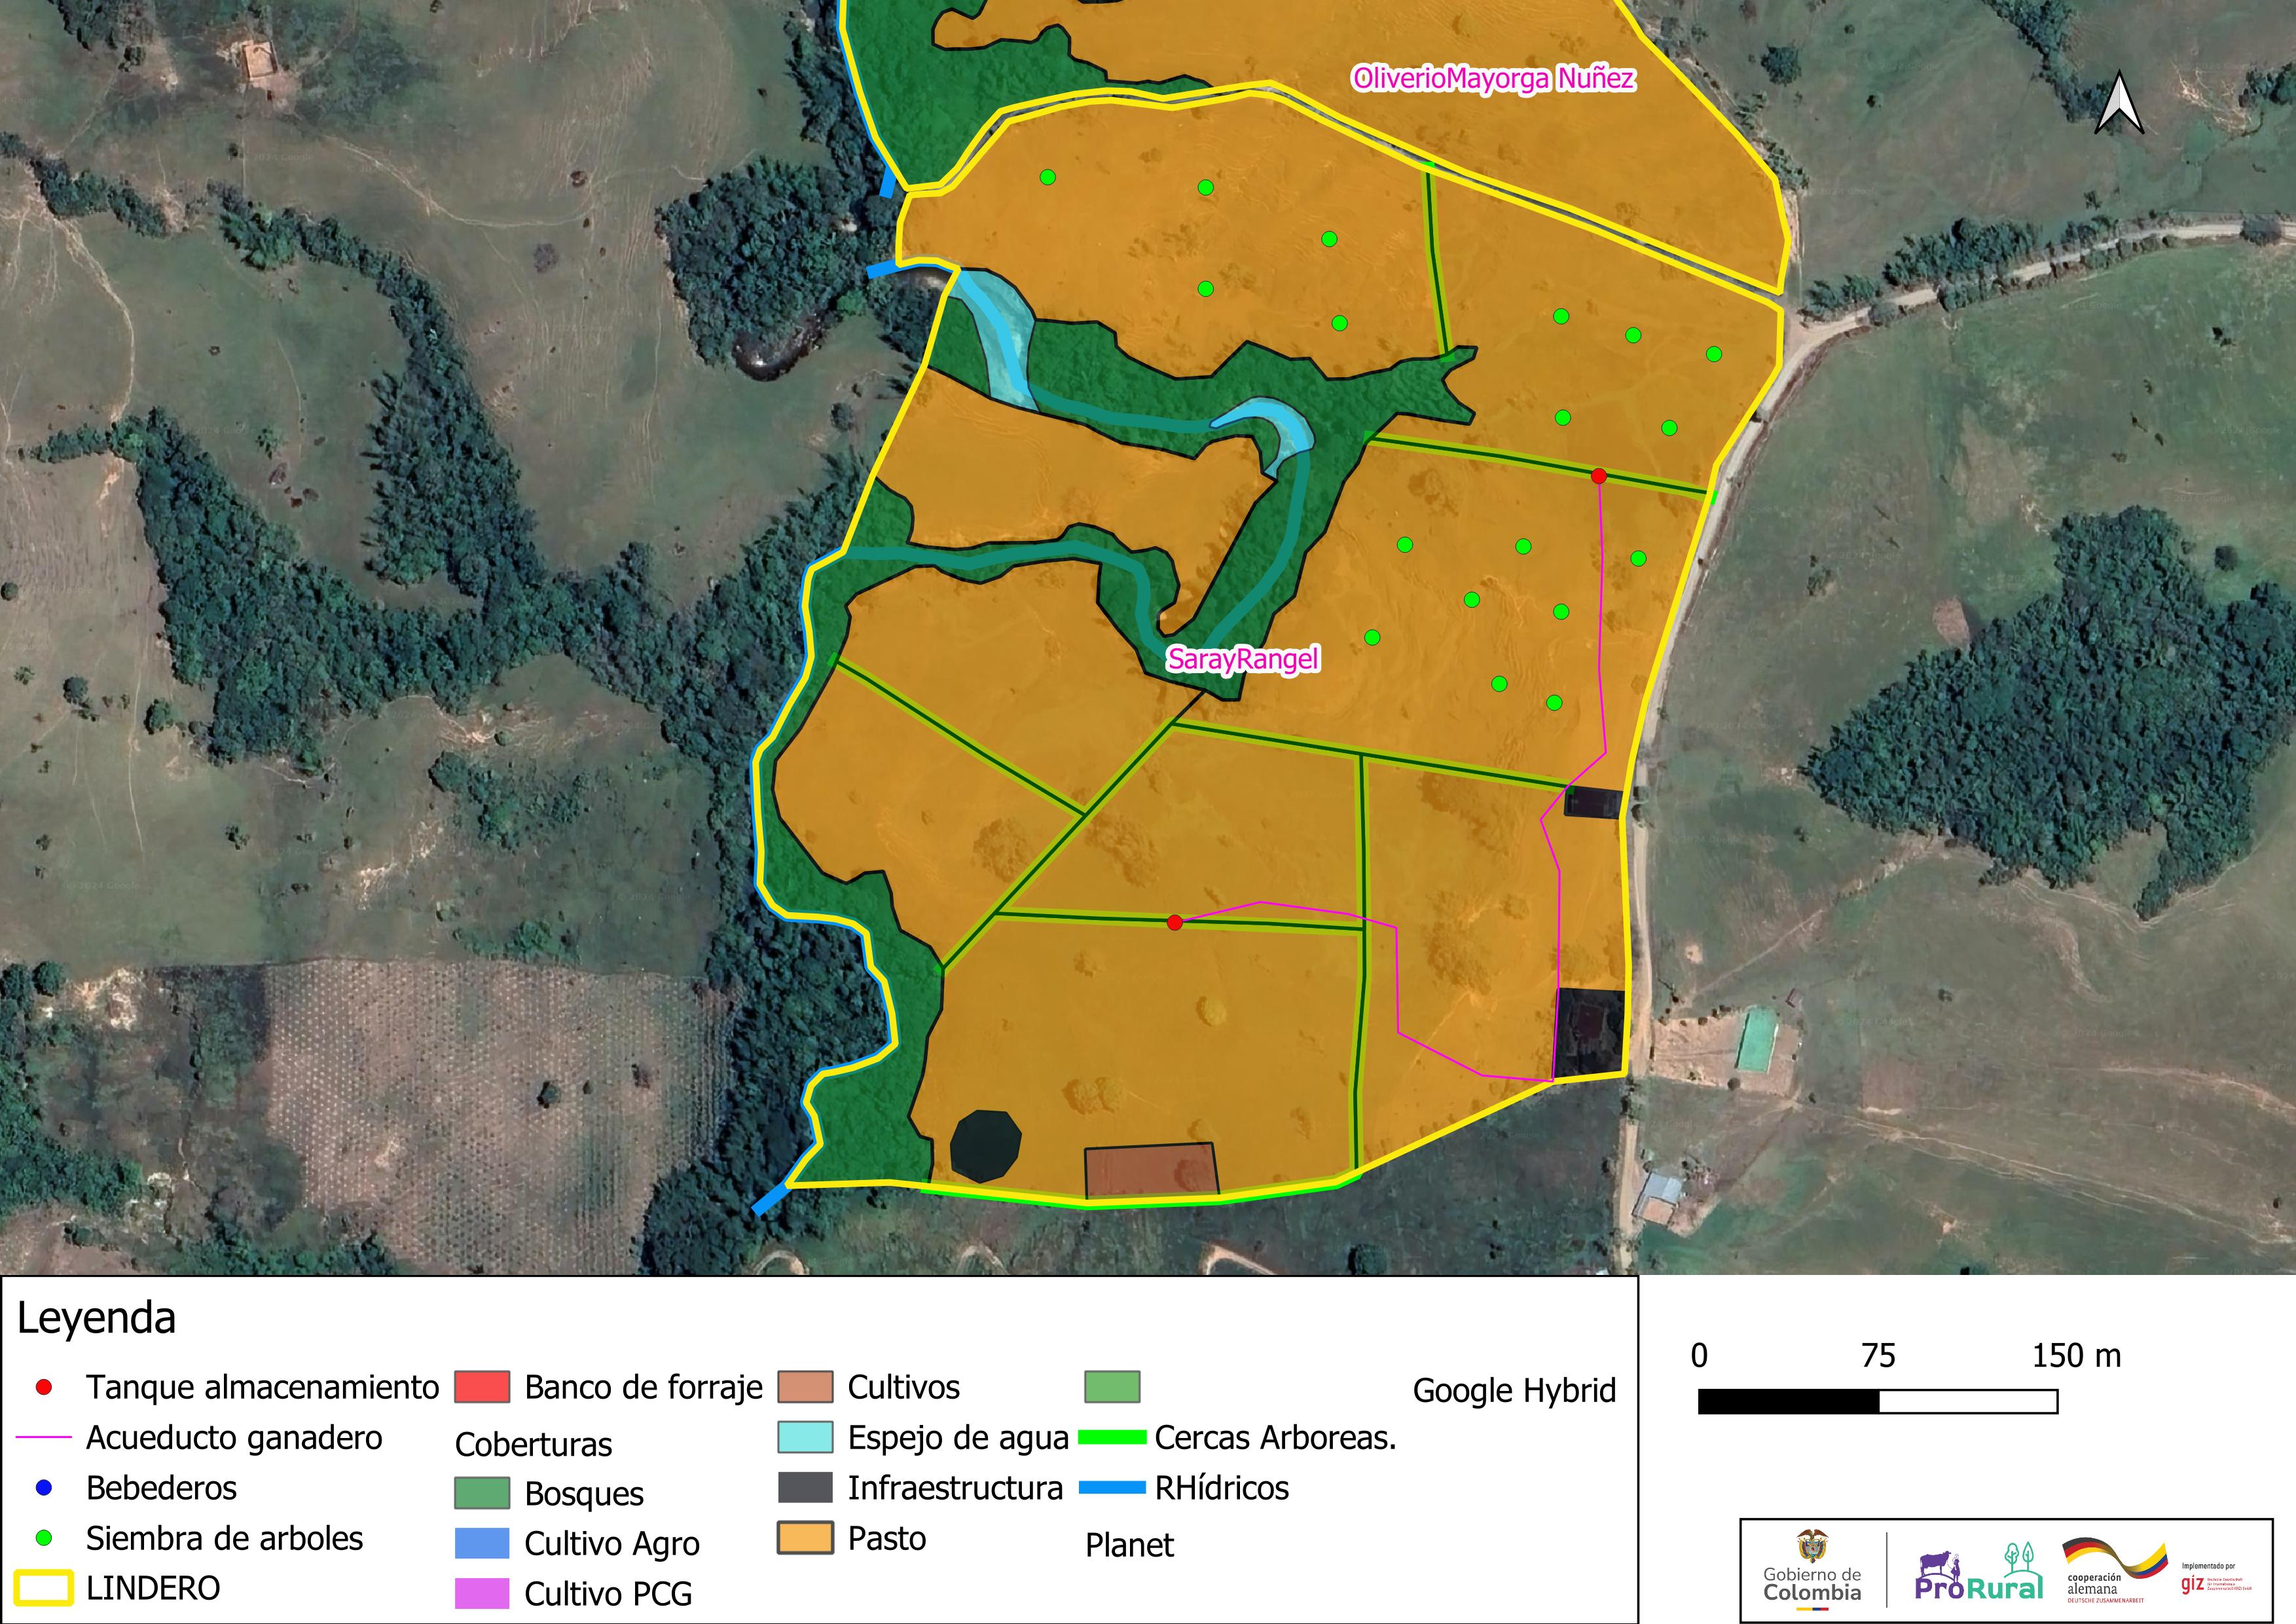 OliverioMayorga Nuñez
SarayRangel
Leyenda
Tanque almacenamiento
Acueducto ganadero
Bebederos
Siembra de arboles
LINDERO
Banco de forraje
Coberturas
Bosques
Cultivo Agro
Cultivo PCG
Cultivos
Espejo de agua
Infraestructura
Pasto
Cercas Arboreas.
RHídricos
Planet
Google Hybrid
0 75 150 m
Gobierno de
Colombia
ProRural
cooperación
alemana
DEUTSCHE ZUSAMMENARBEIT
Implementado por
giz